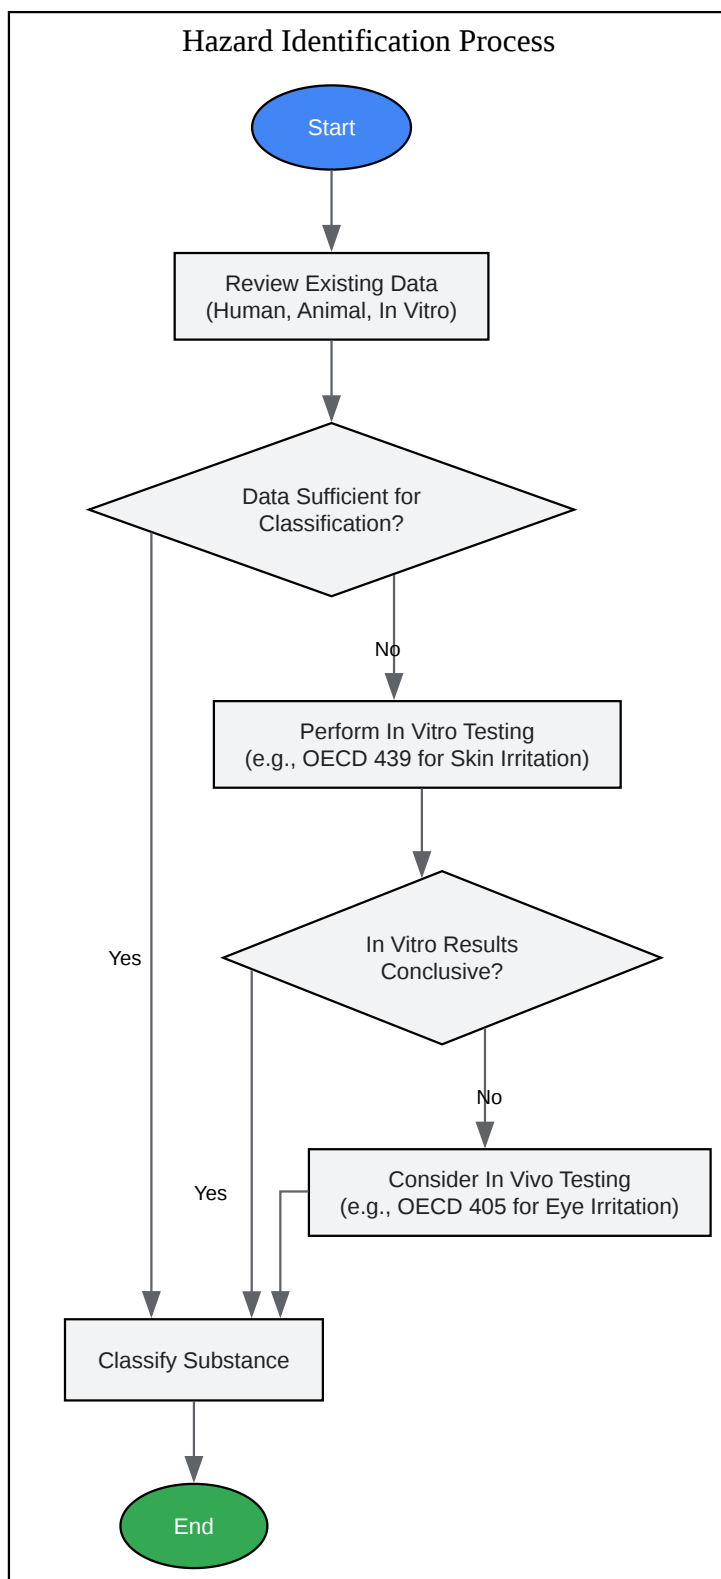 Hazard Identification Process
Start
Review Existing Data
(Human, Animal, In Vitro)
Data Sufficient for
Classification?
No
Perform In Vitro Testing
(e.g., OECD 439 for Skin Irritation)
Yes
In Vitro Results
Conclusive?
No
Yes
Consider In Vivo Testing
(e.g., OECD 405 for Eye Irritation)
Classify Substance
End